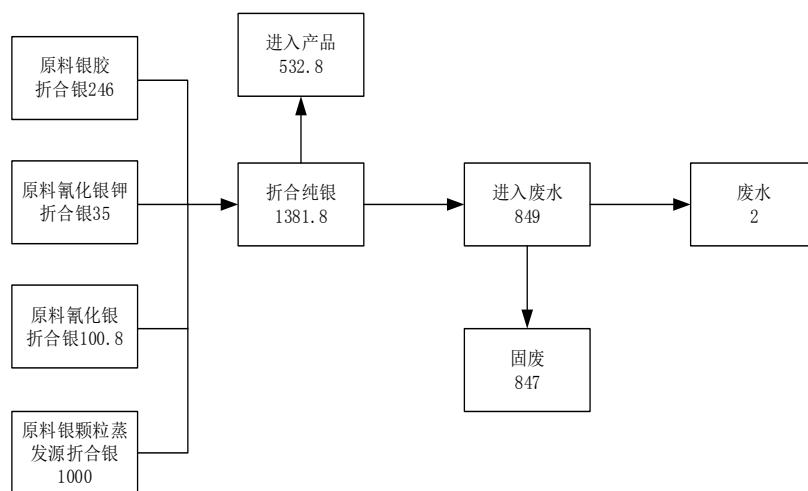 进入产品
532.8
原料银胶
折合银246
原料氰化银钾
折合银35
折合纯银
1381.8
进入废水
849
废水
2
原料氰化银
折合银100.8
固废
847
原料银颗粒蒸
发源折合银
1000